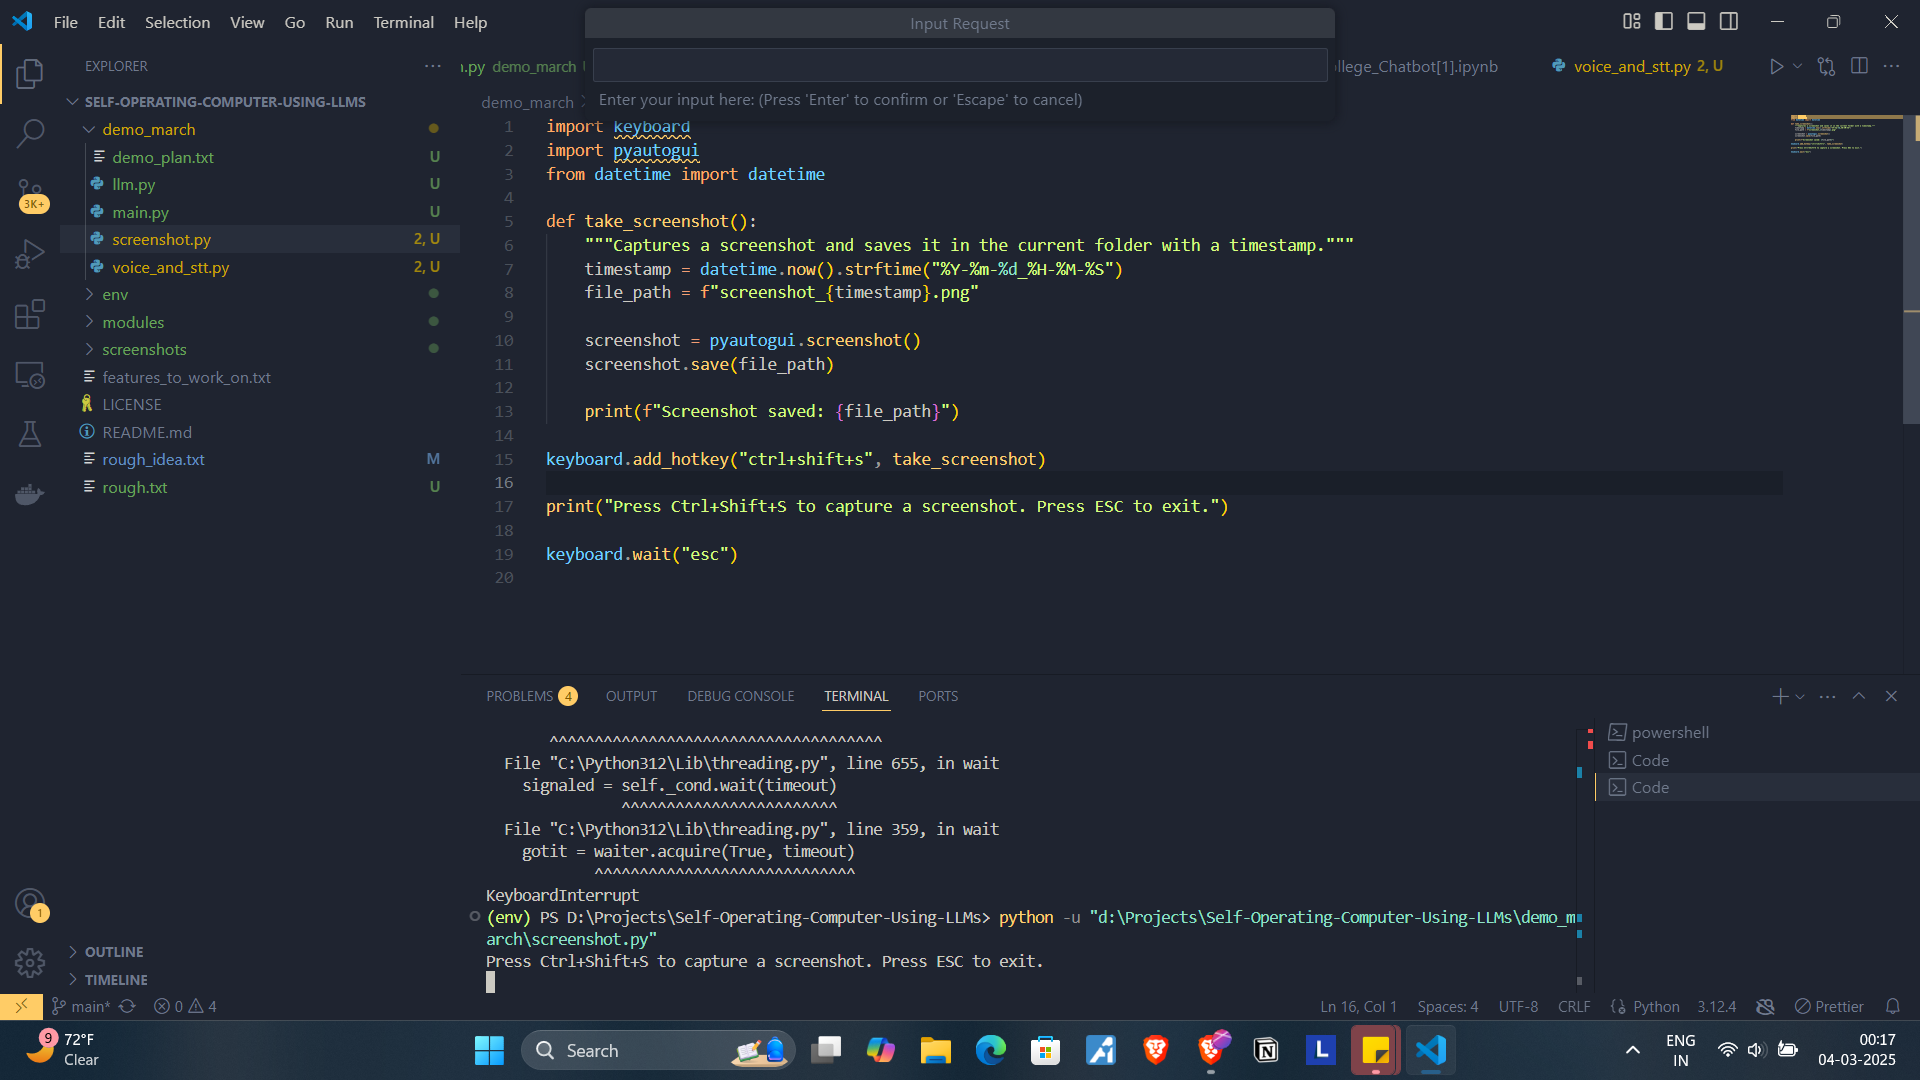 File Edit Selection View Go Run Terminal Help
Input Request
EXPLORER
SELF-OPERATING-COMPUTER-USING-LLMS
demo_march
demo_plan.txt U
llm.py U
main.py U
screenshot.py 2, U
voice_and_stt.py 2, U
env
modules
screenshots
features_to_work_on.txt
LICENSE
README.md
rough_idea.txt M
rough.txt U
OUTLINE
TIMELINE
3K+
1
.py demo_march
llege_Chatbot[1].ipynb
voice_and_stt.py 2, U
Enter your input here: (Press 'Enter' to confirm or 'Escape' to cancel)
demo_march
1 import keyboard
2 import pyautogui
3 from datetime import datetime
4
5 def take_screenshot():
6 """Captures a screenshot and saves it in the current folder with a timestamp."""
7 timestamp = datetime.now().strftime("%Y-%m-%d_%H-%M-%S")
8 file_path = f"screenshot_{timestamp}.png"
9
10 screenshot = pyautogui.screenshot()
11 screenshot.save(file_path)
12
13 print(f"Screenshot saved: {file_path}")
14
15 keyboard.add_hotkey("ctrl+shift+s", take_screenshot)
16
17 print("Press Ctrl+Shift+S to capture a screenshot. Press ESC to exit.")
18
19 keyboard.wait("esc")
20
PROBLEMS 4 OUTPUT DEBUG CONSOLE TERMINAL PORTS
^^^^^^^^^^^^^^^^^^^^^^^^^^^^^^^^^^^^^
File "C:\Python312\Lib\threading.py", line 655, in wait
signaled = self._cond.wait(timeout)
^^^^^^^^^^^^^^^^^^^^^^^^
File "C:\Python312\Lib\threading.py", line 359, in wait
gotit = waiter.acquire(True, timeout)
^^^^^^^^^^^^^^^^^^^^^^^^^^^^^
KeyboardInterrupt
(env) PS D:\Projects\Self-Operating-Computer-Using-LLMs> python -u "d:\Projects\Self-Operating-Computer-Using-LLMs\demo_m
arch\screenshot.py"
Press Ctrl+Shift+S to capture a screenshot. Press ESC to exit.
powershell
Code
Code
main* 0 4
Ln 16, Col 1 Spaces: 4 UTF-8 CRLF Python 3.12.4 Prettier
9
72°F
Clear
Search
L
ENG
IN
00:17
04-03-2025